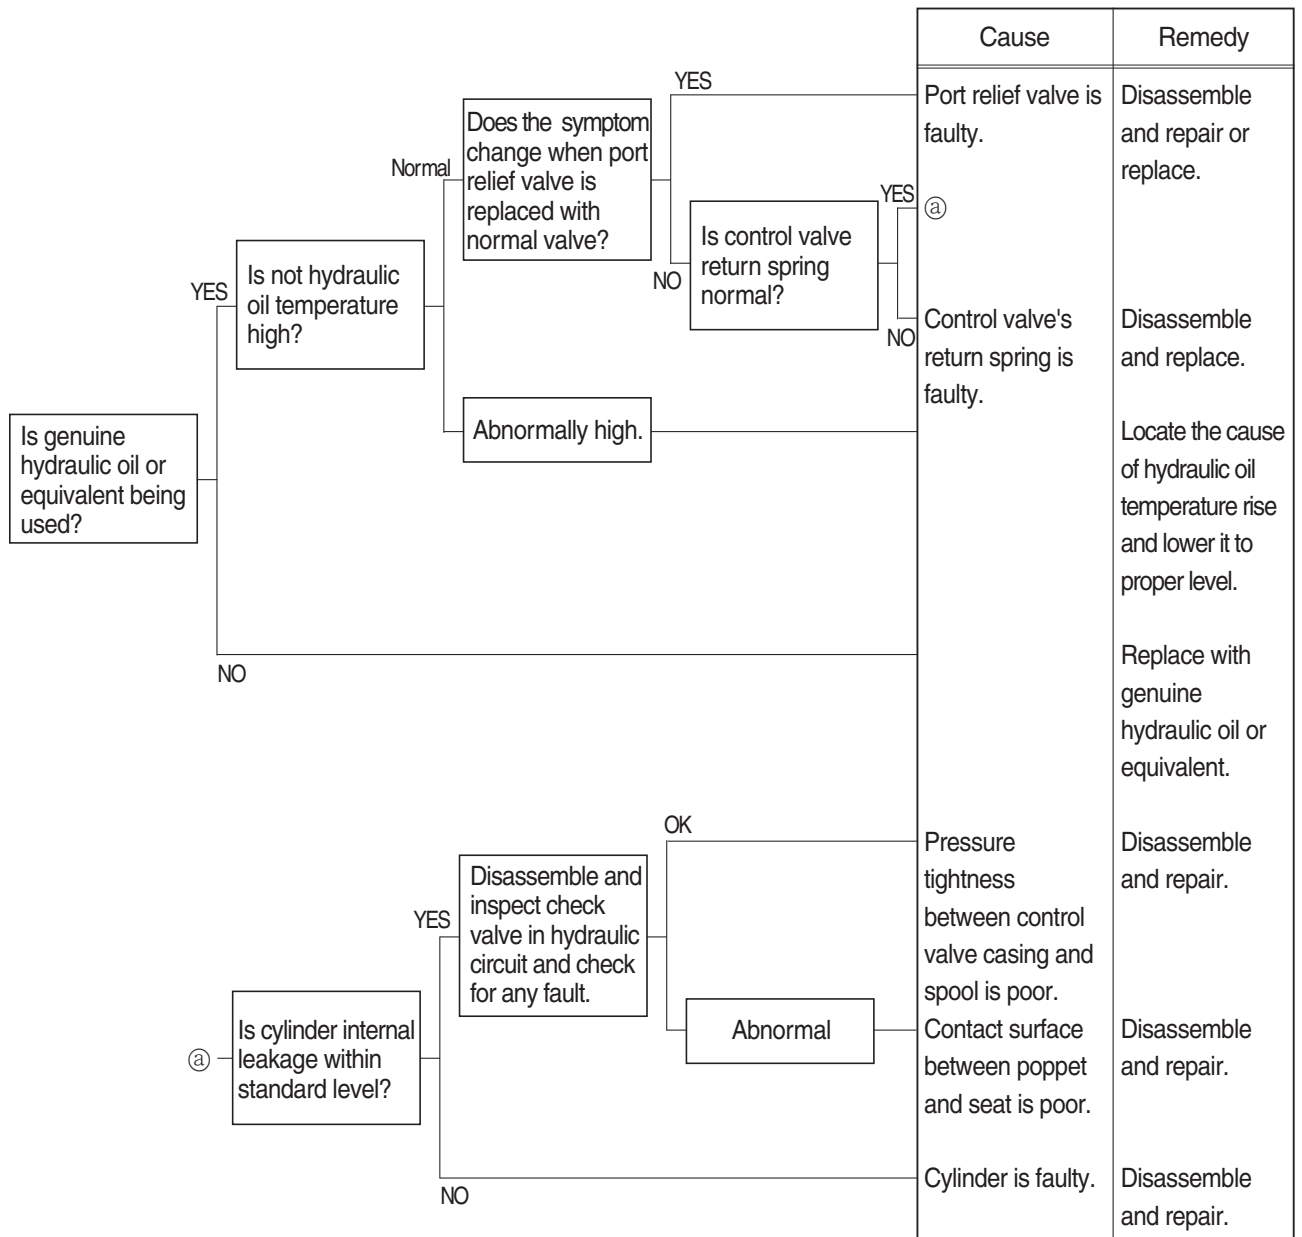 Cause
Remedy
YES
Port relief valve is
faulty.
Disassemble
and repair or
replace.
Does the symptom
change when port
relief valve is
replaced with
normal valve?
Normal
YES
ⓐ
Is control valve
return spring
normal?
NO
Is not hydraulic
oil temperature
high?
YES
NO
Control valve's
return spring is
faulty.
Disassemble
and replace.
Abnormally high.
Locate the cause
of hydraulic oil
temperature rise
and lower it to
proper level.
Is genuine
hydraulic oil or
equivalent being
used?
NO
Replace with
genuine
hydraulic oil or
equivalent.
OK
Pressure
tightness
between control
valve casing and
spool is poor.
Disassemble
and repair.
Disassemble and
inspect check
valve in hydraulic
circuit and check
for any fault.
YES
Abnormal
Contact surface
between poppet
and seat is poor.
Disassemble
and repair.
ⓐ
Is cylinder internal
leakage within
standard level?
NO
Cylinder is faulty.
Disassemble
and repair.